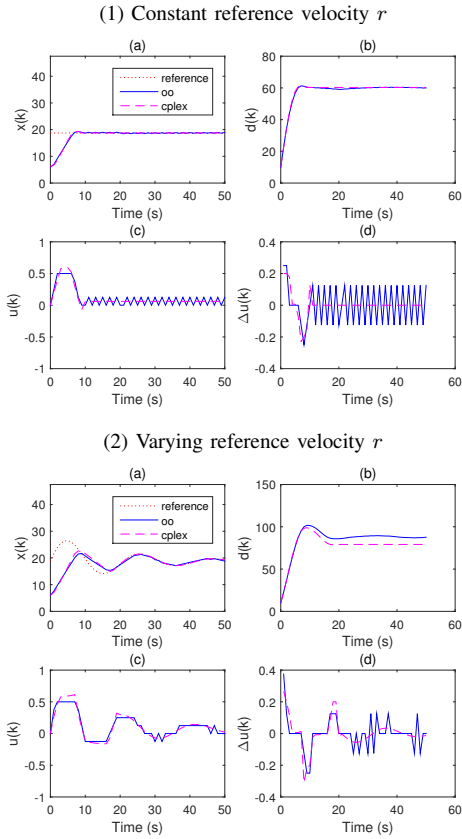 (1) Constant reference velocity r
(a)
x(k)
40
30
20
10
0
reference
oo
cplex
0 10 20 30 40 50
Time (s)
(b)
d(k)
80
60
40
20
0
0 20 40 60
Time (s)
(c)
u(k)
1
0.5
0
-0.5
-1
0 10 20 30 40 50
Time (s)
(d)
Δu(k)
0.4
0.2
0
-0.2
-0.4
0 20 40 60
Time (s)
(2) Varying reference velocity r
(a)
x(k)
40
30
20
10
0
reference
oo
cplex
0 10 20 30 40 50
Time (s)
(b)
d(k)
150
100
50
0
0 20 40 60
Time (s)
(c)
u(k)
1
0.5
0
-0.5
-1
0 10 20 30 40 50
Time (s)
(d)
Δu(k)
0.4
0.2
0
-0.2
-0.4
0 20 40 60
Time (s)